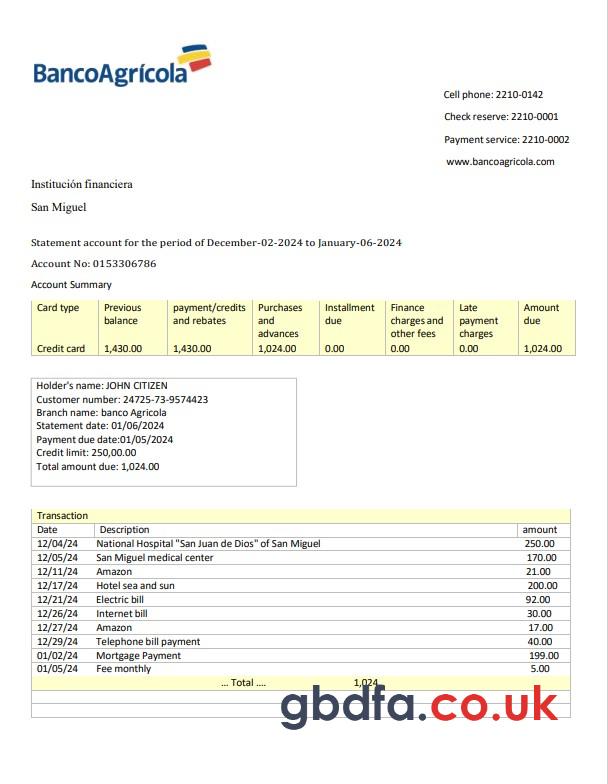 BancoAgrícola
Cell phone: 2210-0142
Check reserve: 2210-0001
Payment service: 2210-0002
www.bancoagricola.com
Institución financiera
San Miguel
Statement account for the period of December-02-2024 to January-06-2024
Account No: 0153306786
Account Summary
Card type Previous balance payment/credits and rebates Purchases and advances Installment due Finance charges and other fees Late payment charges Amount due
Credit card 1,430.00 1,430.00 1,024.00 0.00 0.00 0.00 1,024.00
Holder's name: JOHN CITIZEN
Customer number: 24725-73-9574423
Branch name: banco Agricola
Statement date: 01/06/2024
Payment due date:01/05/2024
Credit limit: 250,00.00
Total amount due: 1,024.00
Transaction
Date Description amount
12/04/24 National Hospital "San Juan de Dios" of San Miguel 250.00
12/05/24 San Miguel medical center 170.00
12/11/24 Amazon 21.00
12/17/24 Hotel sea and sun 200.00
12/21/24 Electric bill 92.00
12/26/24 Internet bill 30.00
12/27/24 Amazon 17.00
12/29/24 Telephone bill payment 40.00
01/02/24 Mortgage Payment 199.00
01/05/24 Fee monthly 5.00
... Total .... 1,024
gbdfa.co.uk